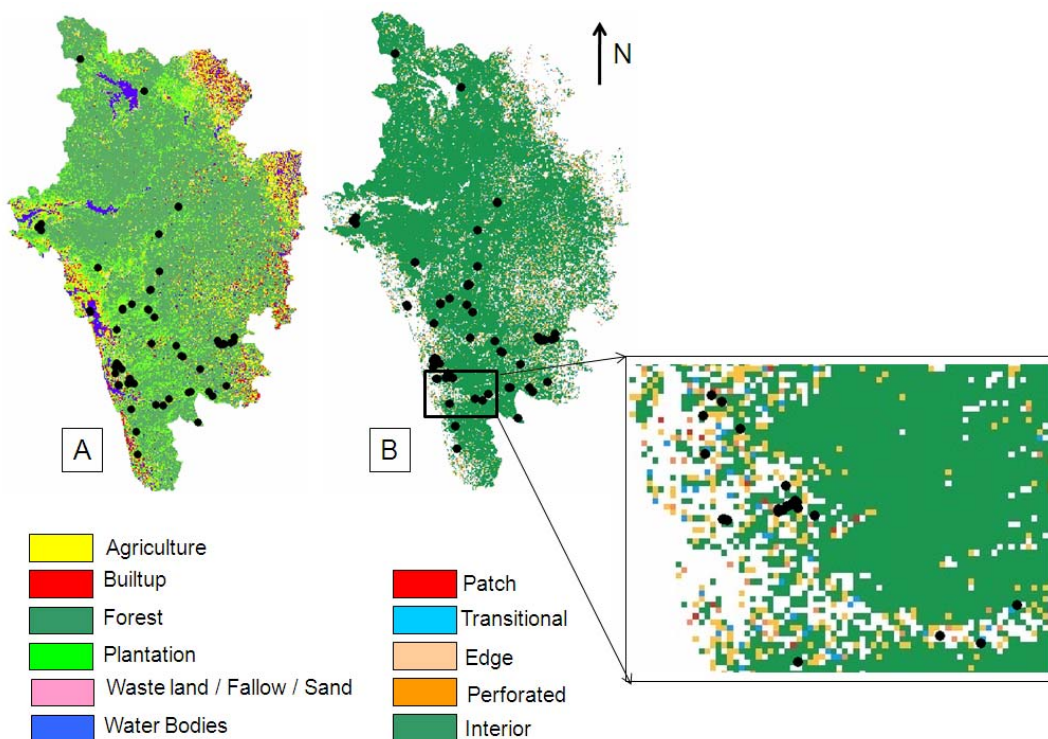 N
A
B
Agriculture
Builtup
Forest
Plantation
Waste land / Fallow / Sand
Water Bodies
Patch
Transitional
Edge
Perforated
Interior